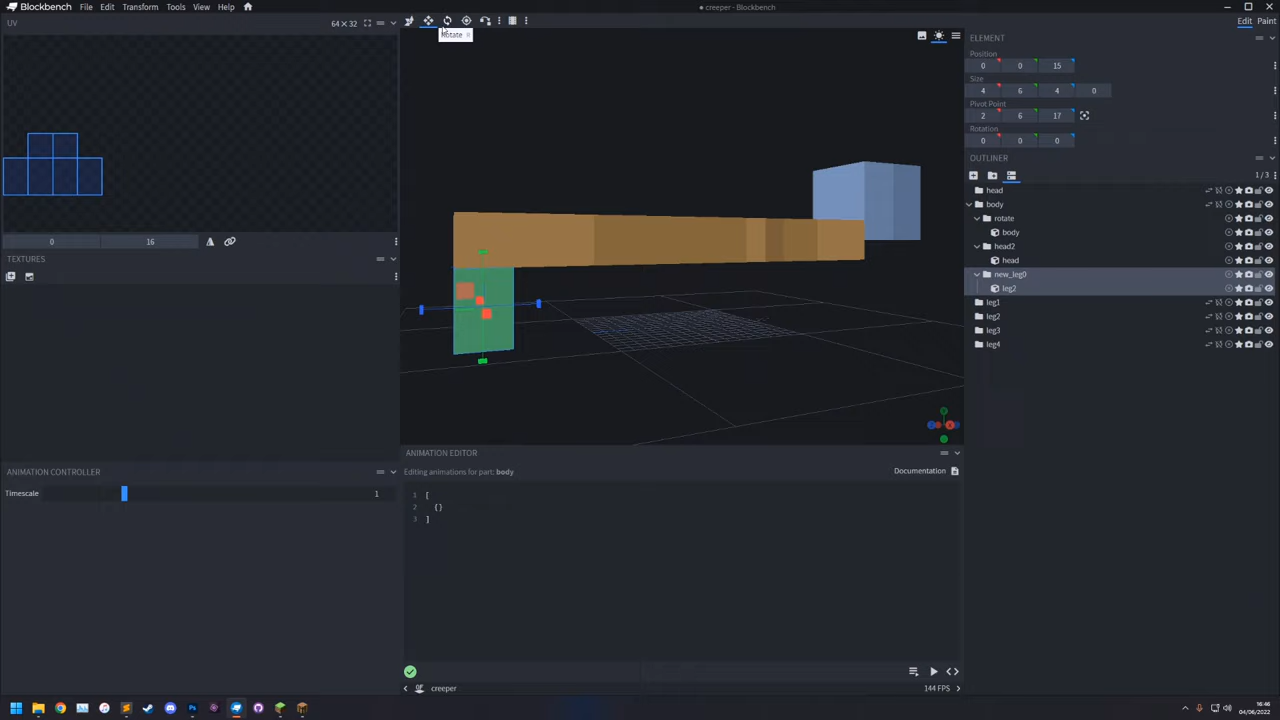 Blockbench File Edit Transform Tools View Help
creeper - Blockbench
UV
64 × 32
Rotate R
Edit Paint
ELEMENT
Position
0 0 15
Size
4 6 4 0
Pivot Point
2 6 17
Rotation
0 0 0
OUTLINER
1 / 3
head
body
rotate
body
head2
head
new_leg0
leg2
leg1
leg2
leg3
leg4
0 16
TEXTURES
ANIMATION CONTROLLER
Timescale 1
ANIMATION EDITOR
Editing animations for part: body
Documentation
1 [
2 {}
3 ]
creeper
144 FPS
16:46
04/06/2022